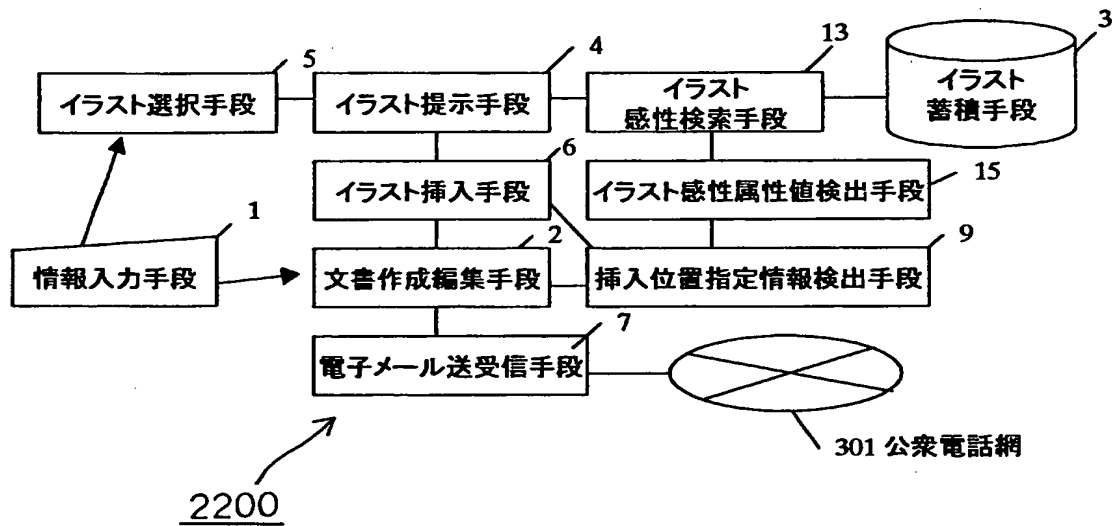 5
4
13
3
イラスト選択手段
イラスト提示手段
イラスト
感性検索手段
イラスト
蓄積手段
6
15
イラスト挿入手段
イラスト感性属性値検出手段
1
2
9
情報入力手段
文書作成編集手段
挿入位置指定情報検出手段
7
電子メール送受信手段
301 公衆電話網
2200